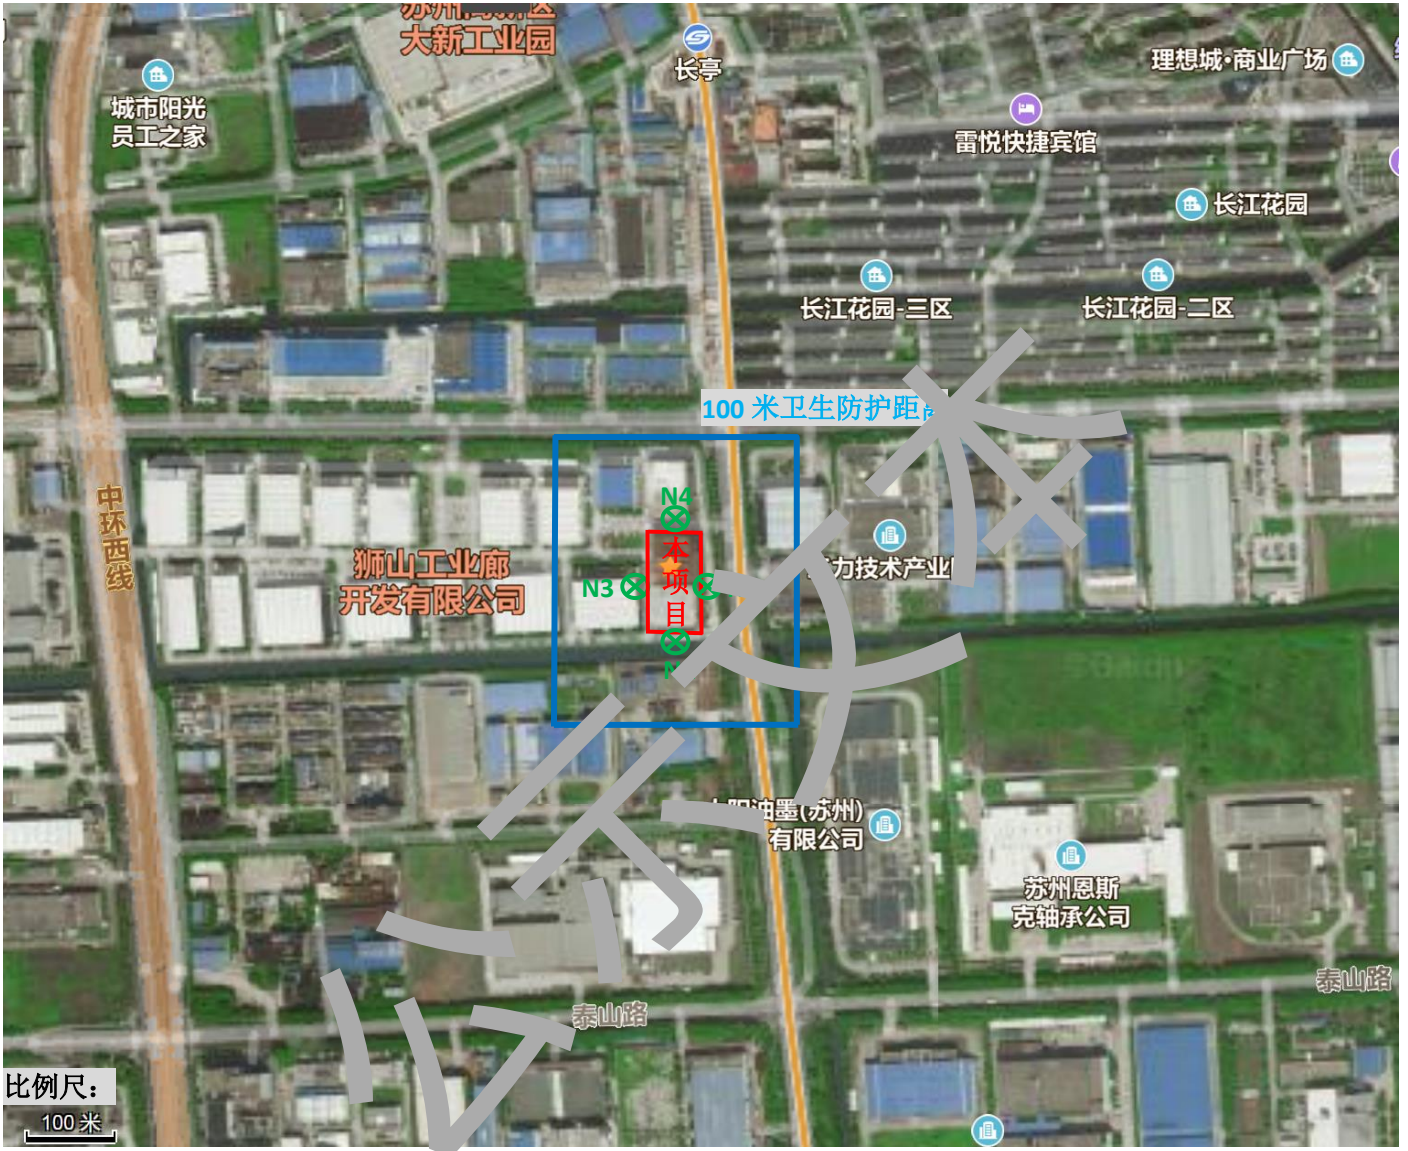 大新工业园
长亭
理想城·商业广场
城市阳光
员工之家
雷悦快捷宾馆
长江花园
长江花园-三区
长江花园-二区
100 米卫生防护距离
中环西线
N4
狮山工业廊
开发有限公司
本项目
N3
力技术产业
油墨(苏州)
有限公司
苏州恩斯
克轴承公司
泰山路
泰山路
比例尺：
100 米
公示文本